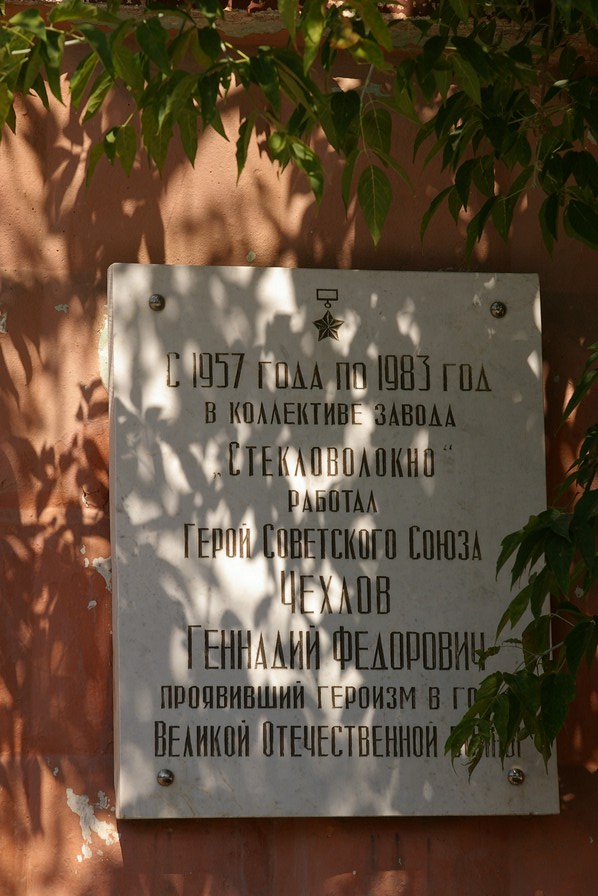 С 1957 ГОДА ПО 1983 ГОД
В КОЛЛЕКТИВЕ ЗАВОДА
„СТЕКЛОВОЛОКНО“
РАБОТАЛ
ГЕРОЙ СОВЕТСКОГО СОЮЗА
ЧЕХЛОВ
ГЕННАДИЙ ФЕДОРОВИЧ
ПРОЯВИВШИЙ ГЕРОИЗМ В
ВЕЛИКОЙ ОТЕЧЕСТВЕННОЙ